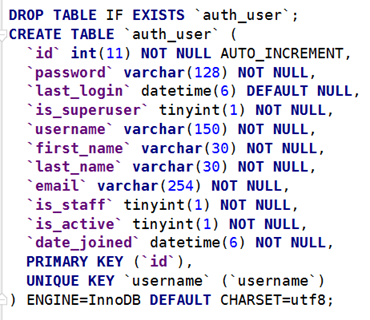 DROP TABLE IF EXISTS `auth_user`;
CREATE TABLE `auth_user` (
  `id` int(11) NOT NULL AUTO_INCREMENT,
  `password` varchar(128) NOT NULL,
  `last_login` datetime(6) DEFAULT NULL,
  `is_superuser` tinyint(1) NOT NULL,
  `username` varchar(150) NOT NULL,
  `first_name` varchar(30) NOT NULL,
  `last_name` varchar(30) NOT NULL,
  `email` varchar(254) NOT NULL,
  `is_staff` tinyint(1) NOT NULL,
  `is_active` tinyint(1) NOT NULL,
  `date_joined` datetime(6) NOT NULL,
  PRIMARY KEY (`id`),
  UNIQUE KEY `username` (`username`)
) ENGINE=InnoDB DEFAULT CHARSET=utf8;